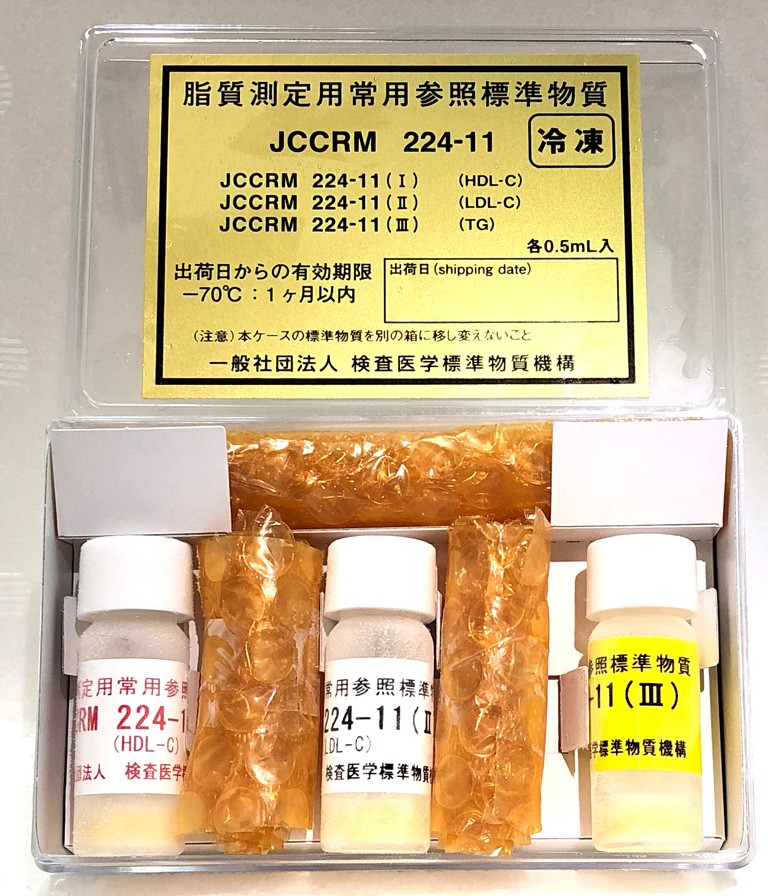 脂質測定用常用参照標準物質
JCCRM 224-11 冷凍
JCCRM 224-11(Ⅰ) (HDL-C)
JCCRM 224-11(Ⅱ) (LDL-C)
JCCRM 224-11(Ⅲ) (TG)
各0.5mL入
出荷日からの有効期限
－70℃：1ヶ月以内
出荷日(shipping date)
(注意)本ケースの標準物質を別の箱に移し変えないこと
一般社団法人 検査医学標準物質機構
定用常用参照
RM 224-1
(HDL-C)
団法人 検査医学
常用参照標準
224-11(Ⅱ
LDL-C)
検査医学標準物質
参照標準物質
-11(Ⅲ)
学標準物質機構